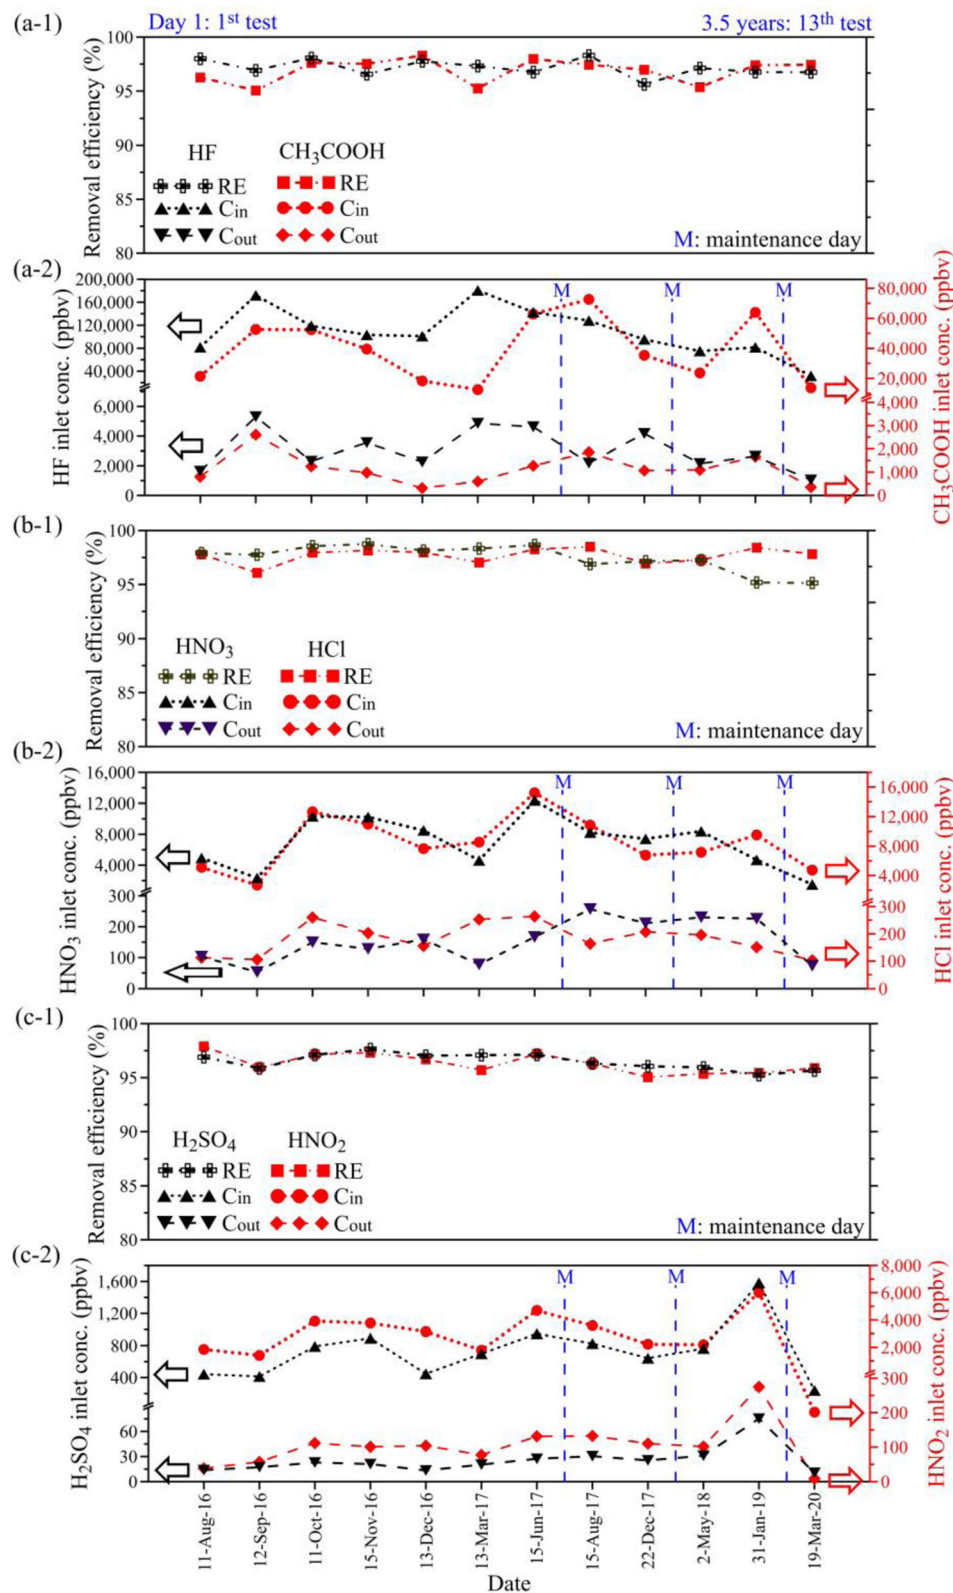 (a-1)
Day 1: 1st test
3.5 years: 13th test
Removal efficiency (%)
100
95
90
85
80
HF
CH3COOH
RE
RE
Cin
Cin
Cout
Cout
M: maintenance day
(a-2)
HF inlet conc. (ppbv)
200,000
160,000
120,000
80,000
40,000
6,000
4,000
2,000
0
M
M
M
80,000
60,000
40,000
20,000
4,000
3,000
2,000
1,000
0
CH3COOH inlet conc. (ppbv)
(b-1)
Removal efficiency (%)
100
95
90
85
80
HNO3
HCl
RE
RE
Cin
Cin
Cout
Cout
M: maintenance day
(b-2)
HNO3 inlet conc. (ppbv)
16,000
12,000
8,000
4,000
300
200
100
0
M
M
M
16,000
12,000
8,000
4,000
300
200
100
0
HCl inlet conc. (ppbv)
(c-1)
Removal efficiency (%)
100
95
90
85
80
H2SO4
HNO2
RE
RE
Cin
Cin
Cout
Cout
M: maintenance day
(c-2)
H2SO4 inlet conc. (ppbv)
1,600
1,200
800
400
60
30
0
M
M
M
8,000
6,000
4,000
2,000
300
200
100
0
HNO2 inlet conc. (ppbv)
11-Aug-16
12-Sep-16
11-Oct-16
15-Nov-16
13-Dec-16
13-Mar-17
15-Jun-17
15-Aug-17
22-Dec-17
2-May-18
31-Jan-19
19-Mar-20
Date